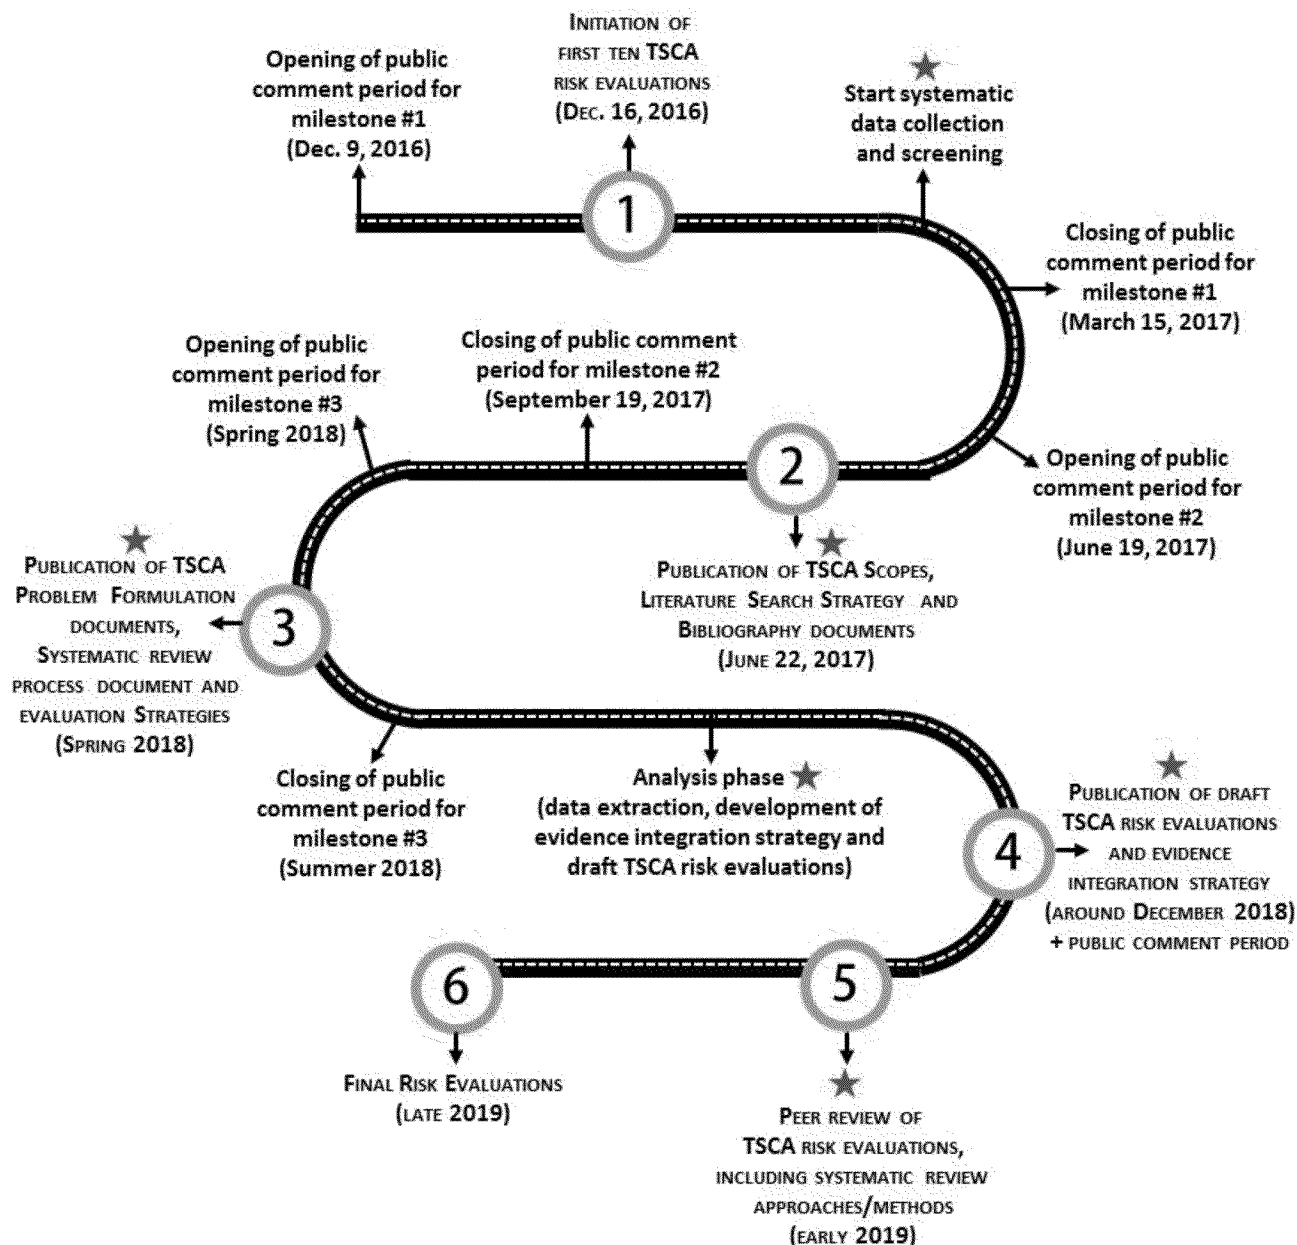 Opening of public
comment period for
milestone #1
(Dec. 9, 2016)
INITIATION OF
FIRST TEN TSCA
RISK EVALUATIONS
(DEC. 16, 2016)
1
Start systematic
data collection
and screening
Closing of public
comment period for
milestone #1
(March 15, 2017)
Opening of public
comment period for
milestone #2
(June 19, 2017)
2
PUBLICATION OF TSCA SCOPES,
LITERATURE SEARCH STRATEGY AND
BIBLIOGRAPHY DOCUMENTS
(JUNE 22, 2017)
Closing of public comment
period for milestone #2
(September 19, 2017)
Opening of public
comment period for
milestone #3
(Spring 2018)
3
PUBLICATION OF TSCA
PROBLEM FORMULATION
DOCUMENTS,
SYSTEMATIC REVIEW
PROCESS DOCUMENT AND
EVALUATION STRATEGIES
(SPRING 2018)
Closing of public
comment period for
milestone #3
(Summer 2018)
Analysis phase
(data extraction, development of
evidence integration strategy and
draft TSCA risk evaluations)
4
PUBLICATION OF DRAFT
TSCA RISK EVALUATIONS
AND EVIDENCE
INTEGRATION STRATEGY
(AROUND DECEMBER 2018)
+ PUBLIC COMMENT PERIOD
5
PEER REVIEW OF
TSCA RISK EVALUATIONS,
INCLUDING SYSTEMATIC REVIEW
APPROACHES/METHODS
(EARLY 2019)
6
FINAL RISK EVALUATIONS
(LATE 2019)